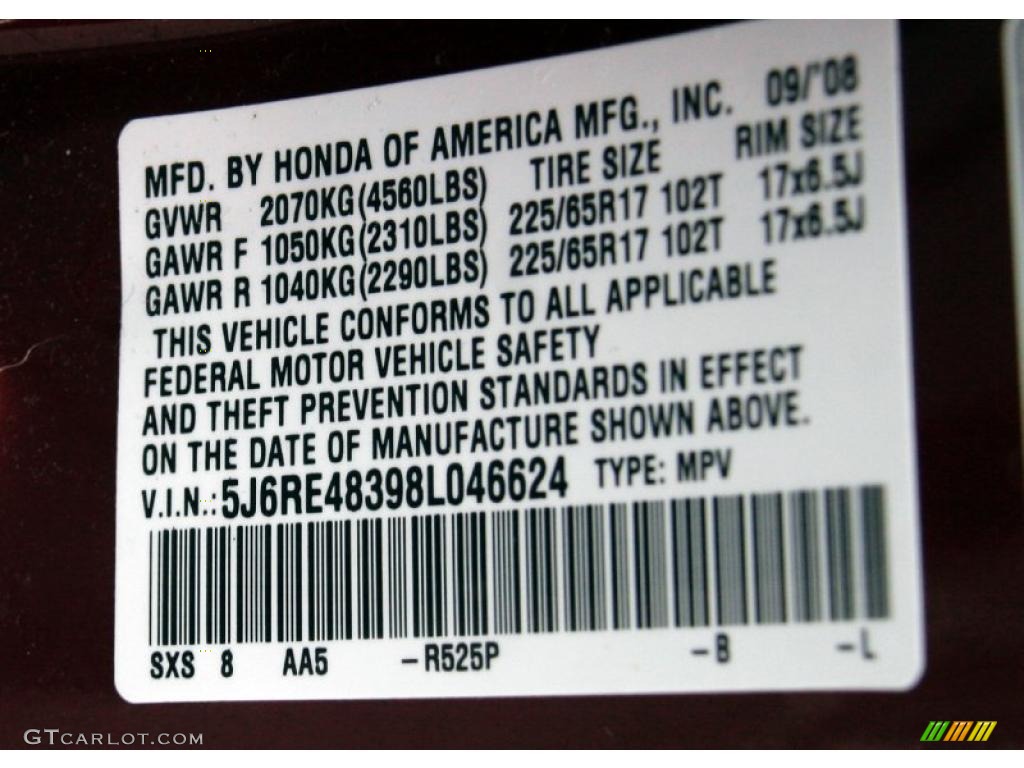 MFD. BY HONDA OF AMERICA MFG., INC. 09/'08
GVWR 2070KG(4560LBS) TIRE SIZE RIM SIZE
GAWR F 1050KG(2310LBS) 225/65R17 102T 17x6.5J
GAWR R 1040KG(2290LBS) 225/65R17 102T 17x6.5J
THIS VEHICLE CONFORMS TO ALL APPLICABLE
FEDERAL MOTOR VEHICLE SAFETY
AND THEFT PREVENTION STANDARDS IN EFFECT
ON THE DATE OF MANUFACTURE SHOWN ABOVE.
V.I.N.: 5J6RE48398L046624 TYPE: MPV
SXS 8 AA5 -R525P -B -L
GTCARLOT.COM